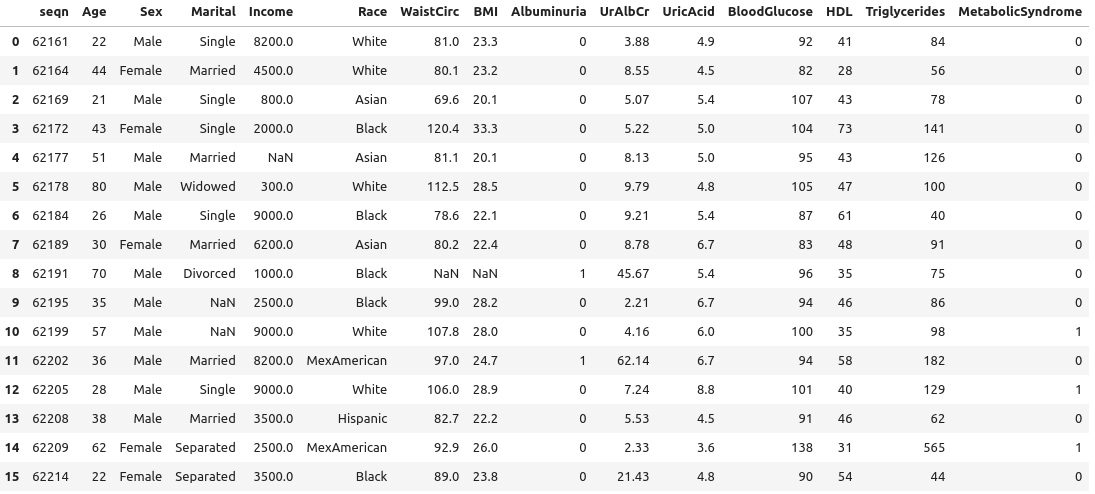 seqn Age Sex Marital Income Race WaistCirc BMI Albuminuria UrAlbCr UricAcid BloodGlucose HDL Triglycerides MetabolicSyndrome
0 62161 22 Male Single 8200.0 White 81.0 23.3 0 3.88 4.9 92 41 84 0
1 62164 44 Female Married 4500.0 White 80.1 23.2 0 8.55 4.5 82 28 56 0
2 62169 21 Male Single 800.0 Asian 69.6 20.1 0 5.07 5.4 107 43 78 0
3 62172 43 Female Single 2000.0 Black 120.4 33.3 0 5.22 5.0 104 73 141 0
4 62177 51 Male Married NaN Asian 81.1 20.1 0 8.13 5.0 95 43 126 0
5 62178 80 Male Widowed 300.0 White 112.5 28.5 0 9.79 4.8 105 47 100 0
6 62184 26 Male Single 9000.0 Black 78.6 22.1 0 9.21 5.4 87 61 40 0
7 62189 30 Female Married 6200.0 Asian 80.2 22.4 0 8.78 6.7 83 48 91 0
8 62191 70 Male Divorced 1000.0 Black NaN NaN 1 45.67 5.4 96 35 75 0
9 62195 35 Male NaN 2500.0 Black 99.0 28.2 0 2.21 6.7 94 46 86 0
10 62199 57 Male NaN 9000.0 White 107.8 28.0 0 4.16 6.0 100 35 98 1
11 62202 36 Male Married 8200.0 MexAmerican 97.0 24.7 1 62.14 6.7 94 58 182 0
12 62205 28 Male Single 9000.0 White 106.0 28.9 0 7.24 8.8 101 40 129 1
13 62208 38 Male Married 3500.0 Hispanic 82.7 22.2 0 5.53 4.5 91 46 62 0
14 62209 62 Female Separated 2500.0 MexAmerican 92.9 26.0 0 2.33 3.6 138 31 565 1
15 62214 22 Female Separated 3500.0 Black 89.0 23.8 0 21.43 4.8 90 54 44 0